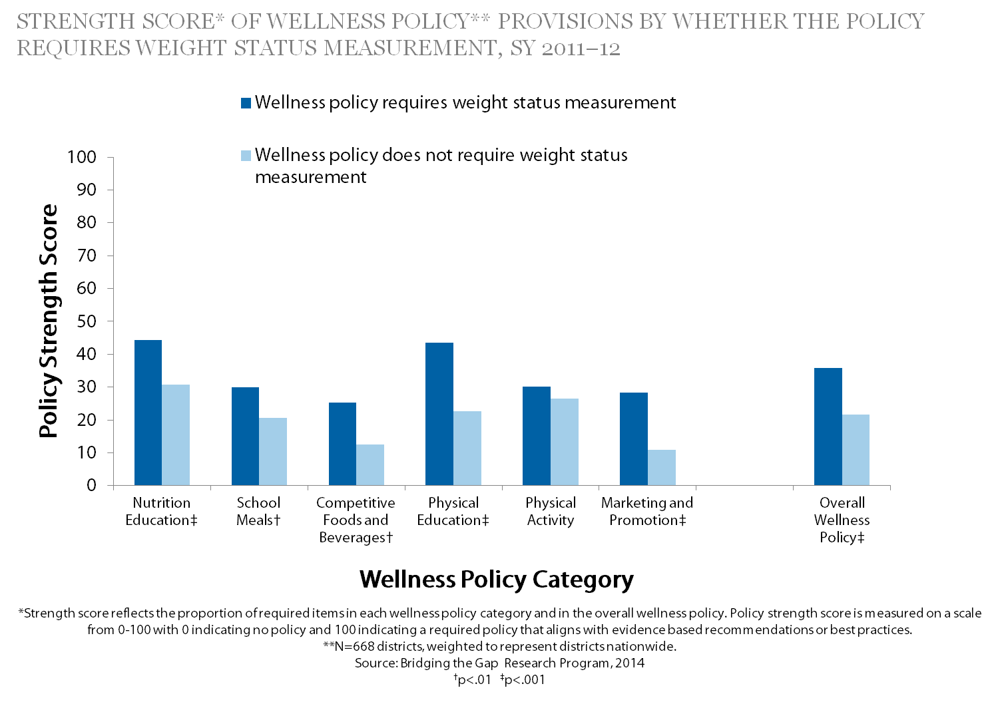 STRENGTH SCORE* OF WELLNESS POLICY** PROVISIONS BY WHETHER THE POLICY
REQUIRES WEIGHT STATUS MEASUREMENT, SY 2011–12
Wellness policy requires weight status measurement
Wellness policy does not require weight status
measurement
Policy Strength Score
100
90
80
70
60
50
40
30
20
10
0
Nutrition
Education‡
School
Meals†
Competitive
Foods and
Beverages†
Physical
Education‡
Physical
Activity
Marketing and
Promotion‡
Overall
Wellness
Policy‡
Wellness Policy Category
*Strength score reflects the proportion of required items in each wellness policy category and in the overall wellness policy. Policy strength score is measured on a scale
from 0-100 with 0 indicating no policy and 100 indicating a required policy that aligns with evidence based recommendations or best practices.
**N=668 districts, weighted to represent districts nationwide.
Source: Bridging the Gap Research Program, 2014
†p<.01 ‡p<.001